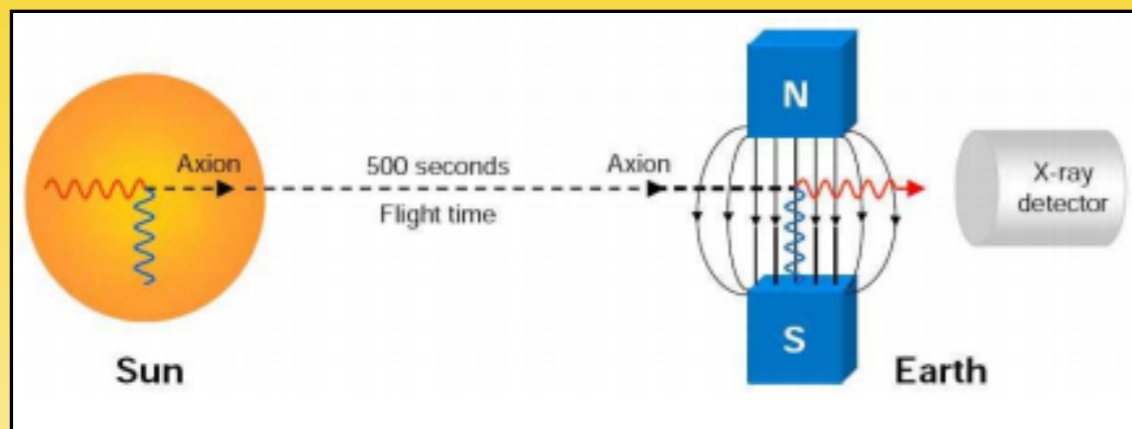 Axion
500 seconds
Flight time
Axion
N
S
X-ray
detector
Sun
Earth